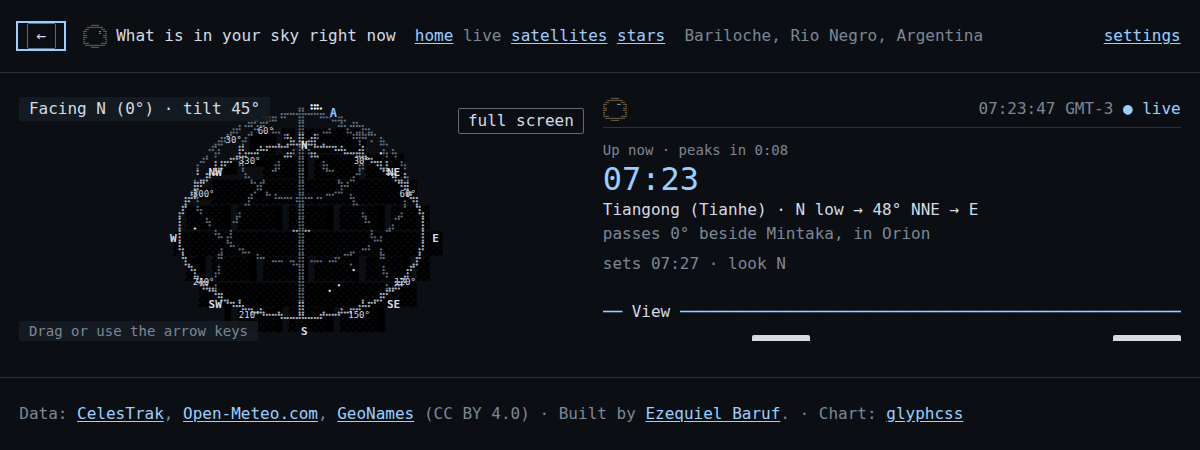 ← What is in your sky right now home live satellites stars Bariloche, Rio Negro, Argentina settings
Facing N (0°) · tilt 45°
full screen
A
60°
30°
N
330°
30°
NW
NE
300°
60°
W
E
240°
120°
SW
SE
210°
150°
S
Drag or use the arrow keys
07:23:47 GMT-3 ● live
Up now · peaks in 0:08
07:23
Tiangong (Tianhe) · N low → 48° NNE → E
passes 0° beside Mintaka, in Orion
sets 07:27 · look N
View
Data: CelesTrak, Open-Meteo.com, GeoNames (CC BY 4.0) · Built by Ezequiel Baruf. · Chart: glyphcss